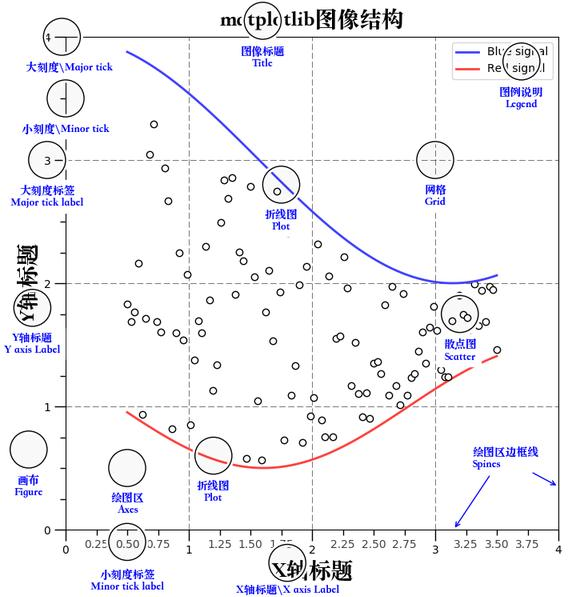 matplotlib图像结构
图像标题
Title
Blue signal
Red signal
图例说明
Legend
4
大刻度\Major tick
小刻度\Minor tick
3
大刻度标签
Major tick label
网格
Grid
折线图
Plot
2
Y轴标题
Y轴标题
Y axis Label
散点图
Scatter
1
画布
Figure
绘图区
Axes
折线图
Plot
绘图区边框线
Spines
0
0 0.25 0.50 0.75 1 1.25 1.50 1.75 2 2.25 2.50 2.75 3 3.25 3.50 3.75 4
小刻度标签
Minor tick label
X轴标题
X轴标题\X axis Label